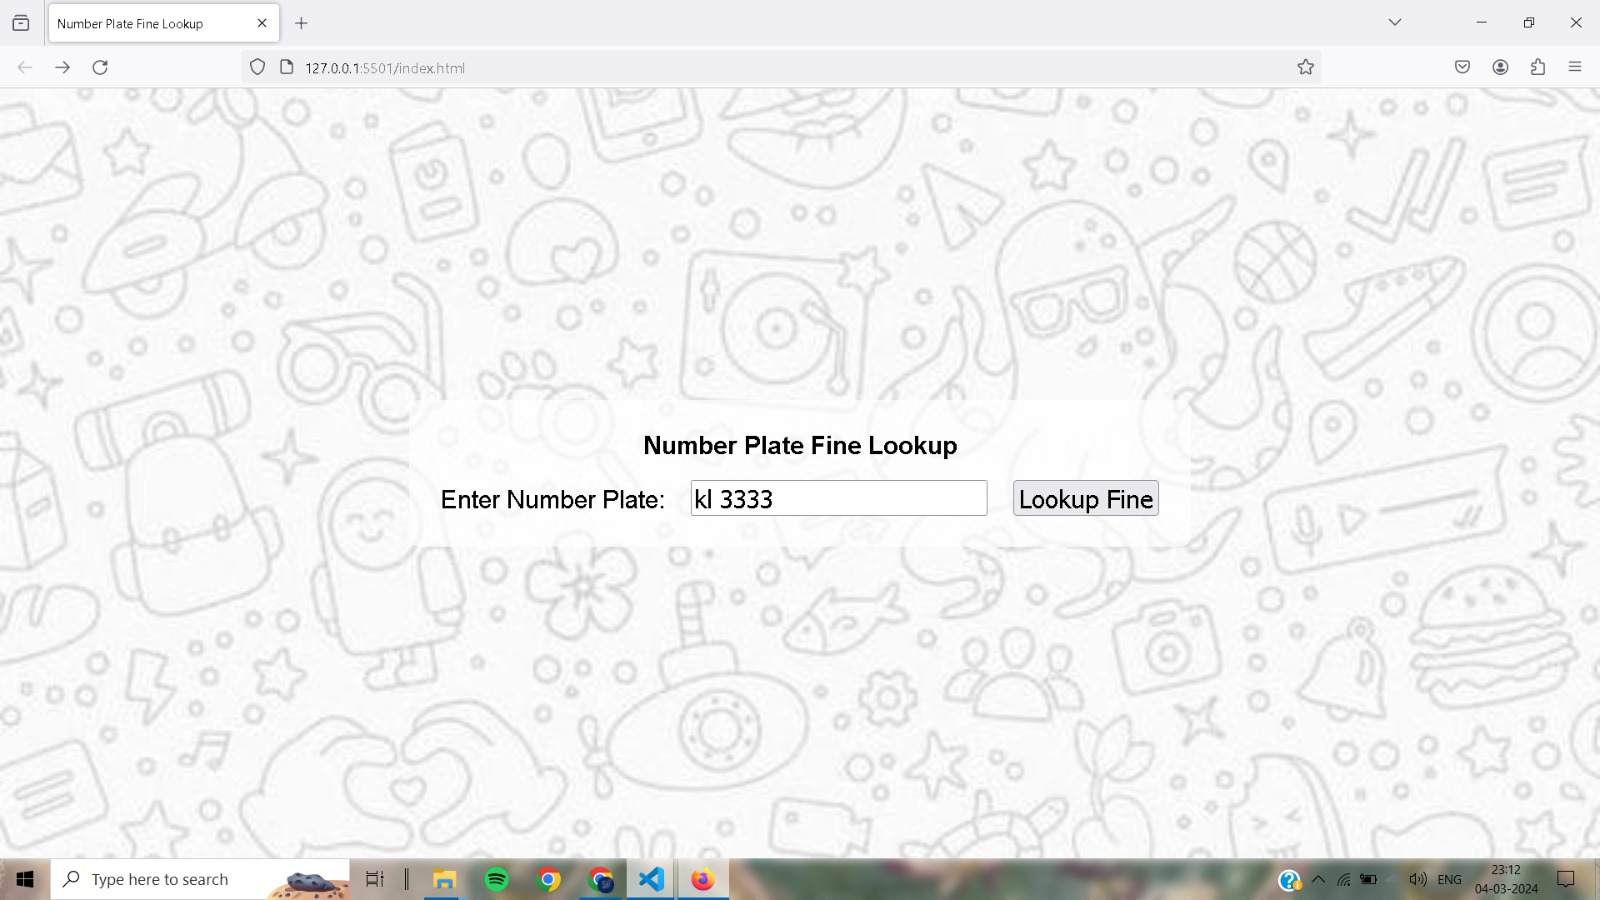 Number Plate Fine Lookup
127.0.0.1:5501/index.html
Number Plate Fine Lookup
Enter Number Plate: kl 3333 Lookup Fine
Type here to search
ENG
23:12
04-03-2024